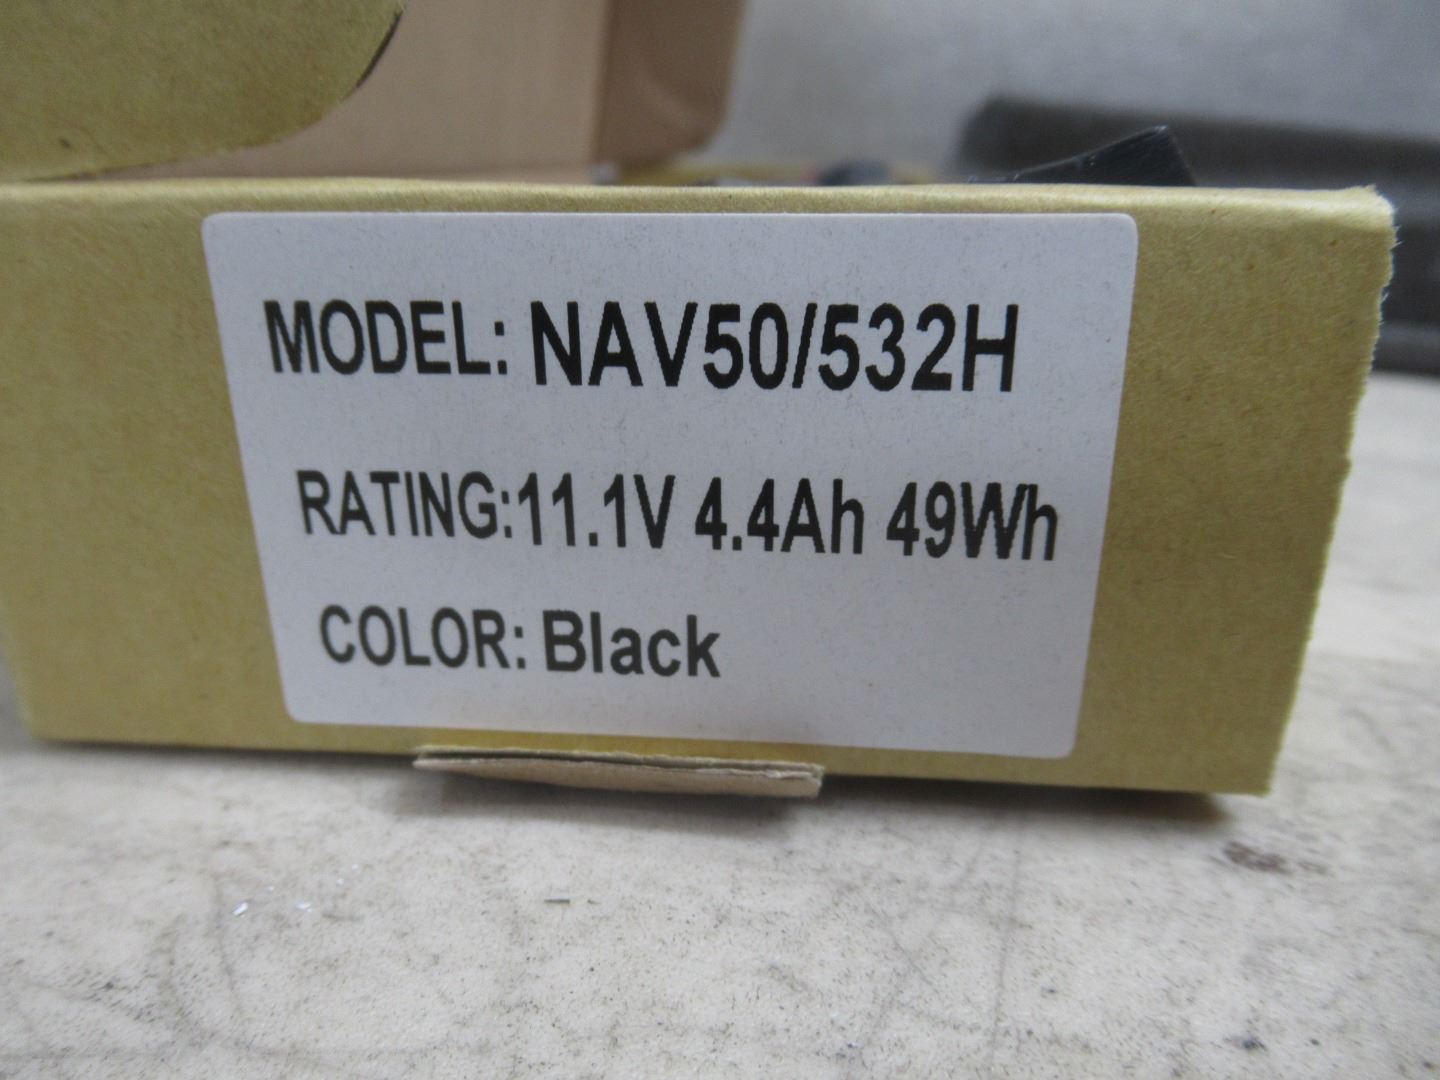 MODEL: NAV50/532H
RATING:11.1V 4.4Ah 49Wh
COLOR: Black